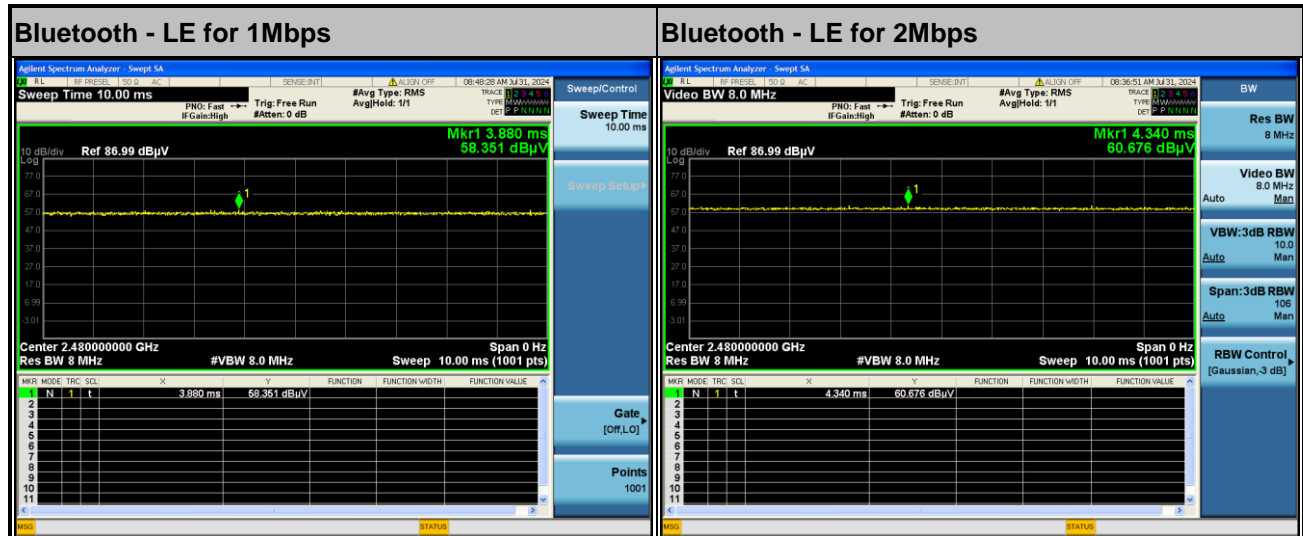 Bluetooth - LE for 1Mbps
Agilent Spectrum Analyzer - Swept SA
RL RF PRESEL 50 Ω AC SENSE:INT ALIGN OFF 08:48:28 AM Jul 31, 2024
Sweep Time 10.00 ms
PNO: Fast
IFGain:High
Trig: Free Run
#Atten: 0 dB
#Avg Type: RMS
Avg|Hold: 1/1
TRACE 1 2 3 4 5 6
TYPE MWWWWW
DET P P N N N N
Mkr1 3.880 ms
58.351 dBµV
10 dB/div Ref 86.99 dBµV
Log
77.0
67.0
57.0
47.0
37.0
27.0
17.0
6.99
-3.01
1
Center 2.480000000 GHz Span 0 Hz
Res BW 8 MHz #VBW 8.0 MHz Sweep 10.00 ms (1001 pts)
MKR MODE TRC SCL X Y FUNCTION FUNCTION WIDTH FUNCTION VALUE
1 N 1 t 3.880 ms 58.351 dBµV
2
3
4
5
6
7
8
9
10
11
MSG STATUS
Sweep/Control
Sweep Time
10.00 ms
Sweep Setup
Gate
[Off,LO]
Points
1001
Bluetooth - LE for 2Mbps
Agilent Spectrum Analyzer - Swept SA
RL RF PRESEL 50 Ω AC SENSE:INT ALIGN OFF 08:36:51 AM Jul 31, 2024
Video BW 8.0 MHz
PNO: Fast
IFGain:High
Trig: Free Run
#Atten: 0 dB
#Avg Type: RMS
Avg|Hold: 1/1
TRACE 1 2 3 4 5 6
TYPE MWWWWW
DET P P N N N N
Mkr1 4.340 ms
60.676 dBµV
10 dB/div Ref 86.99 dBµV
Log
77.0
67.0
57.0
47.0
37.0
27.0
17.0
6.99
-3.01
1
Center 2.480000000 GHz Span 0 Hz
Res BW 8 MHz #VBW 8.0 MHz Sweep 10.00 ms (1001 pts)
MKR MODE TRC SCL X Y FUNCTION FUNCTION WIDTH FUNCTION VALUE
1 N 1 t 4.340 ms 60.676 dBµV
2
3
4
5
6
7
8
9
10
11
MSG STATUS
BW
Res BW
8 MHz
Video BW
8.0 MHz
Auto Man
VBW:3dB RBW
10.0
Auto Man
Span:3dB RBW
106
Auto Man
RBW Control
[Gaussian,-3 dB]